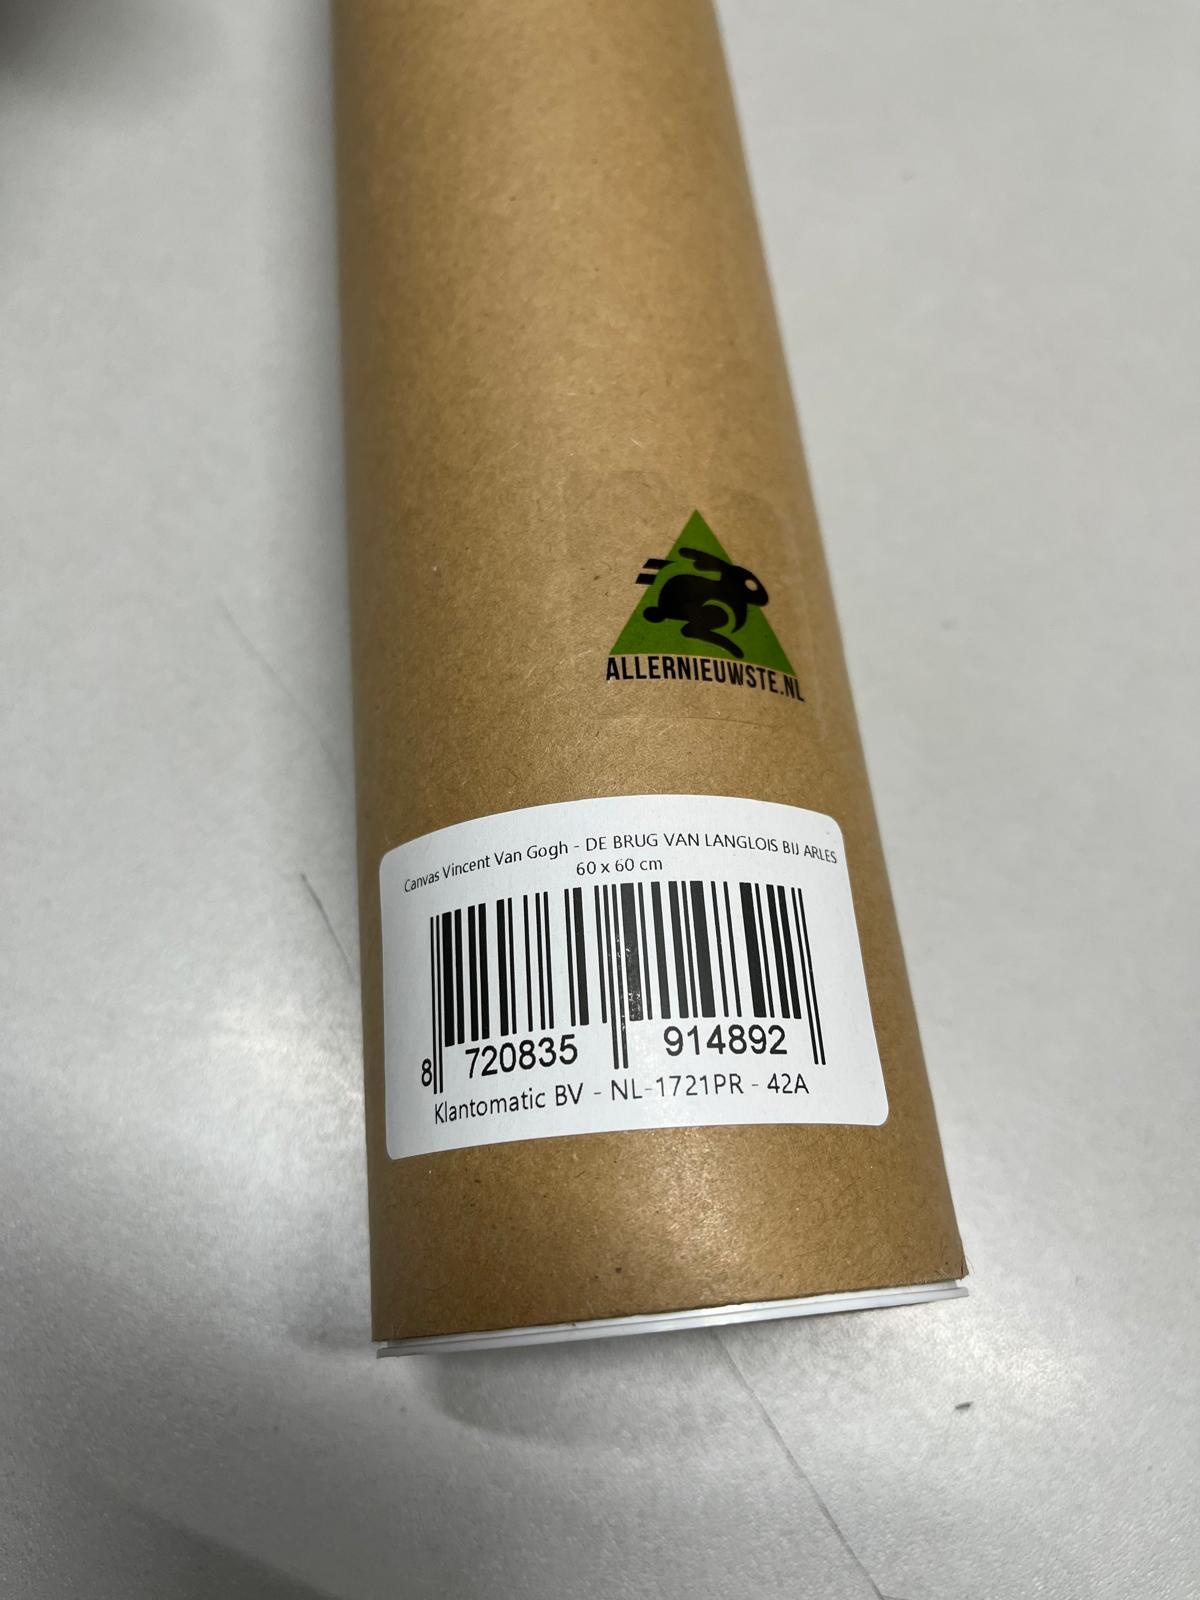 ALLERNIEUWSTE.NL
Canvas Vincent Van Gogh - DE BRUG VAN LANGLOIS BIJ ARLES
60 x 60 cm
8 720835 914892
Klantomatic BV - NL-1721PR - 42A